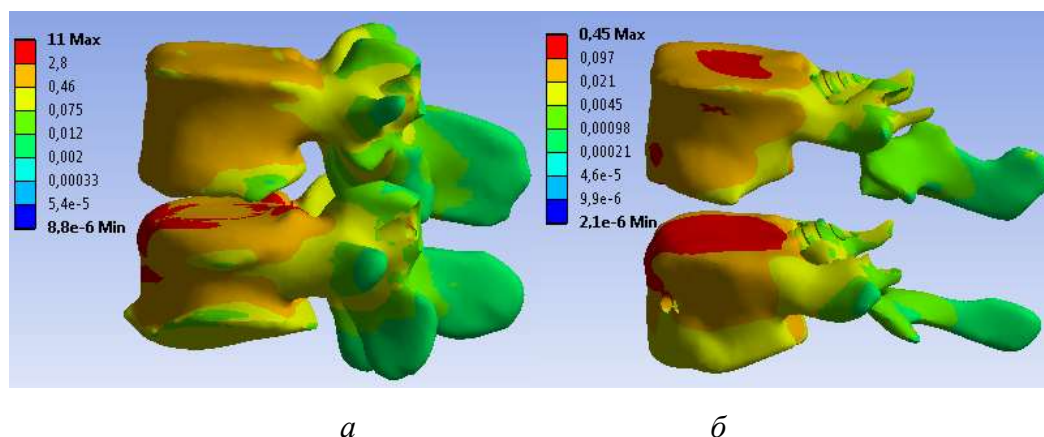 11 Max
2,8
0,46
0,075
0,012
0,002
0,00033
5,4e-5
8,8e-6 Min
0,45 Max
0,097
0,021
0,0045
0,00098
0,00021
4,6e-5
9,9e-6
2,1e-6 Min
а
б